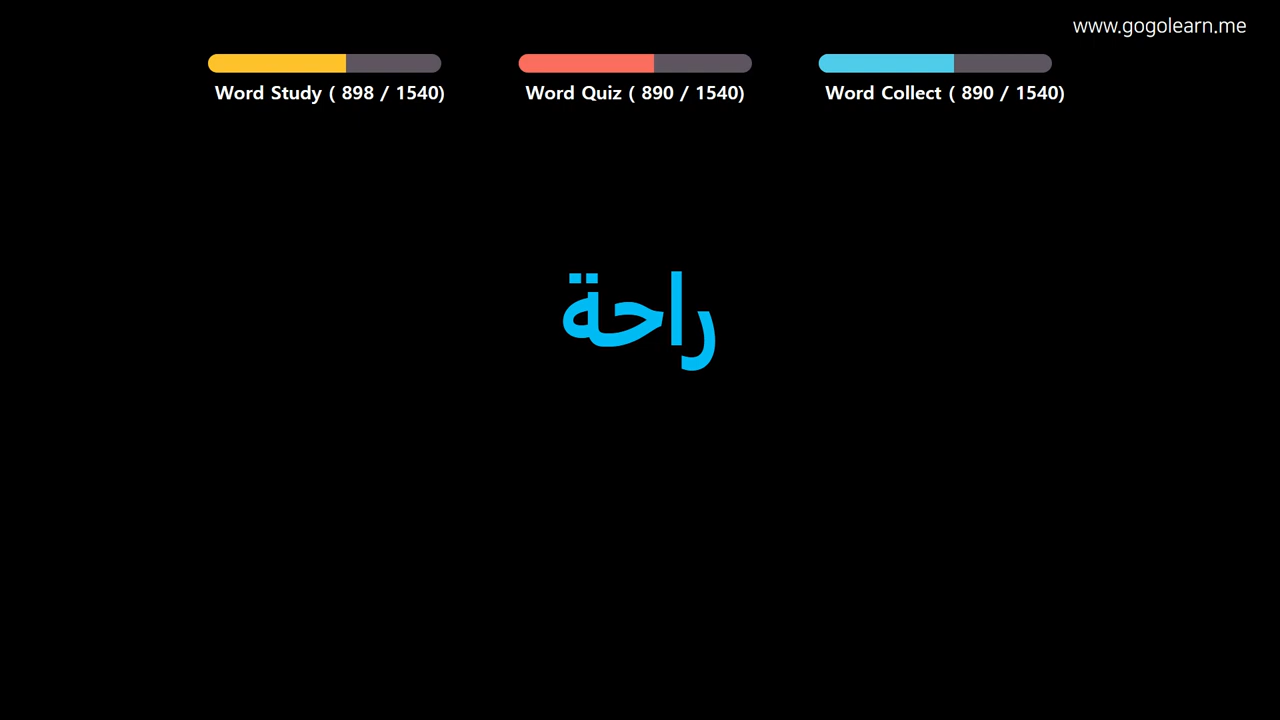 www.gogolearn.me
Word Study ( 898 / 1540)
Word Quiz ( 890 / 1540)
Word Collect ( 890 / 1540)
راحة